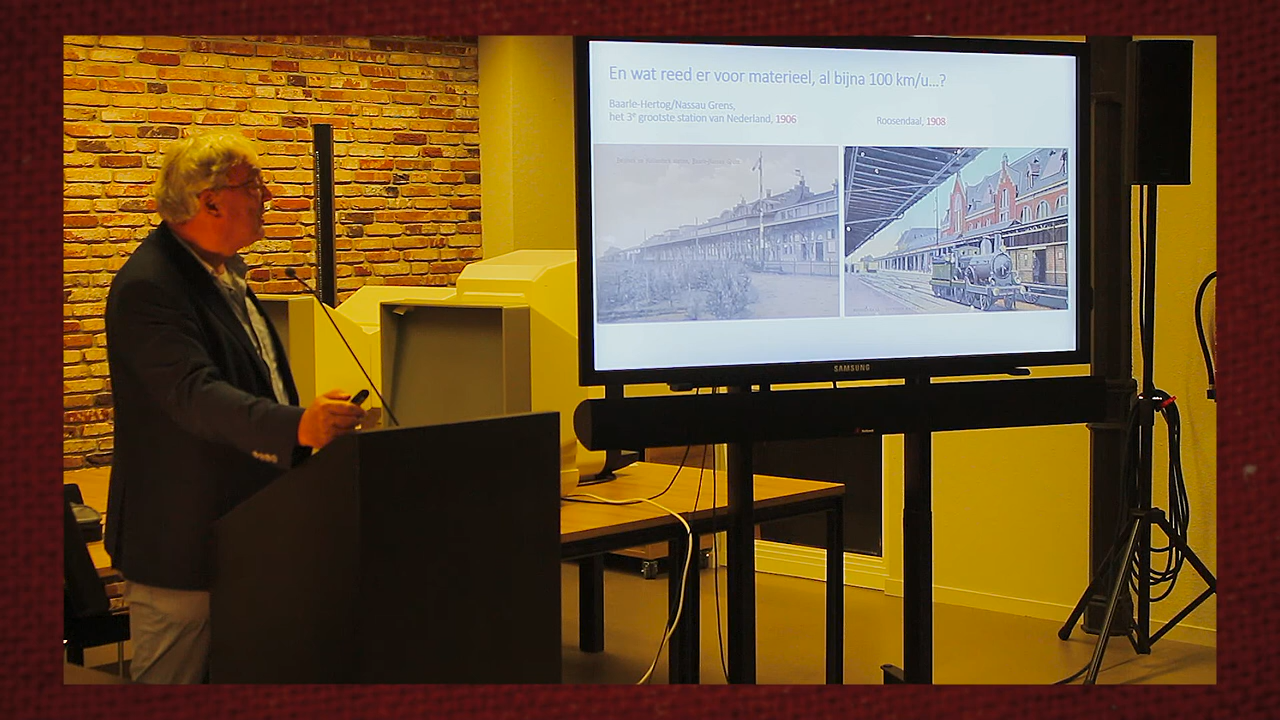 En wat reed er voor materieel, al bijna 100 km/u...?
Baarle-Hertog/Nassau Grens,
het 3e grootste station van Nederland, 1906
Roosendaal, 1908
SAMSUNG